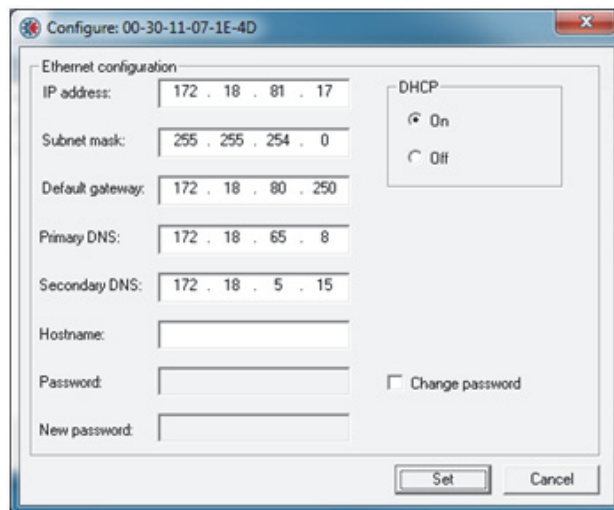 Configure: 00-30-11-07-1E-4D
Ethernet configuration
IP address: 172 . 18 . 81 . 17
DHCP
On
Subnet mask: 255 . 255 . 254 . 0
Off
Default gateway: 172 . 18 . 80 . 250
Primary DNS: 172 . 18 . 65 . 8
Secondary DNS: 172 . 18 . 5 . 15
Hostname:
Password:
Change password
New password:
Set
Cancel